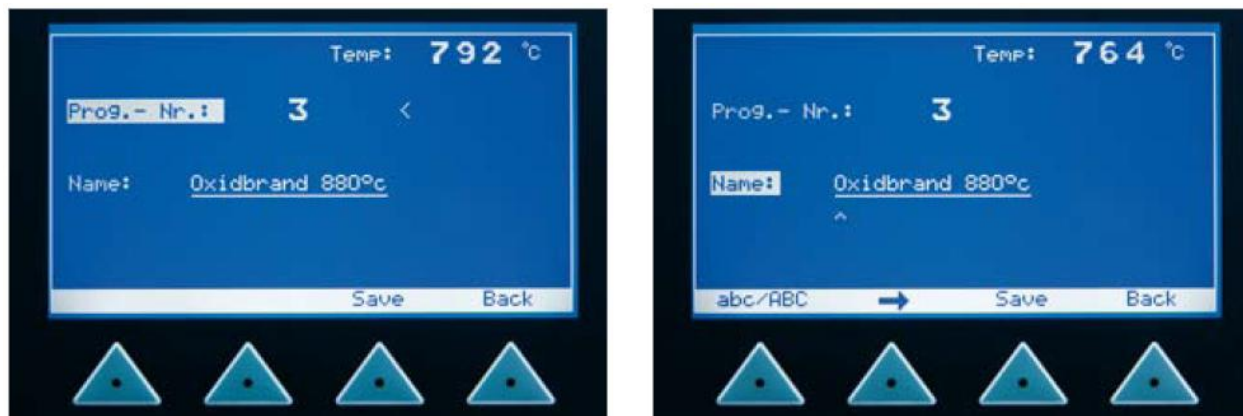 Temp: 792 °C
Prog.- Nr.: 3 <
Name: Oxidbrand 880°c
Save Back
Temp: 764 °C
Prog.- Nr.: 3
Name: Oxidbrand 880°c
^
abc/ABC → Save Back